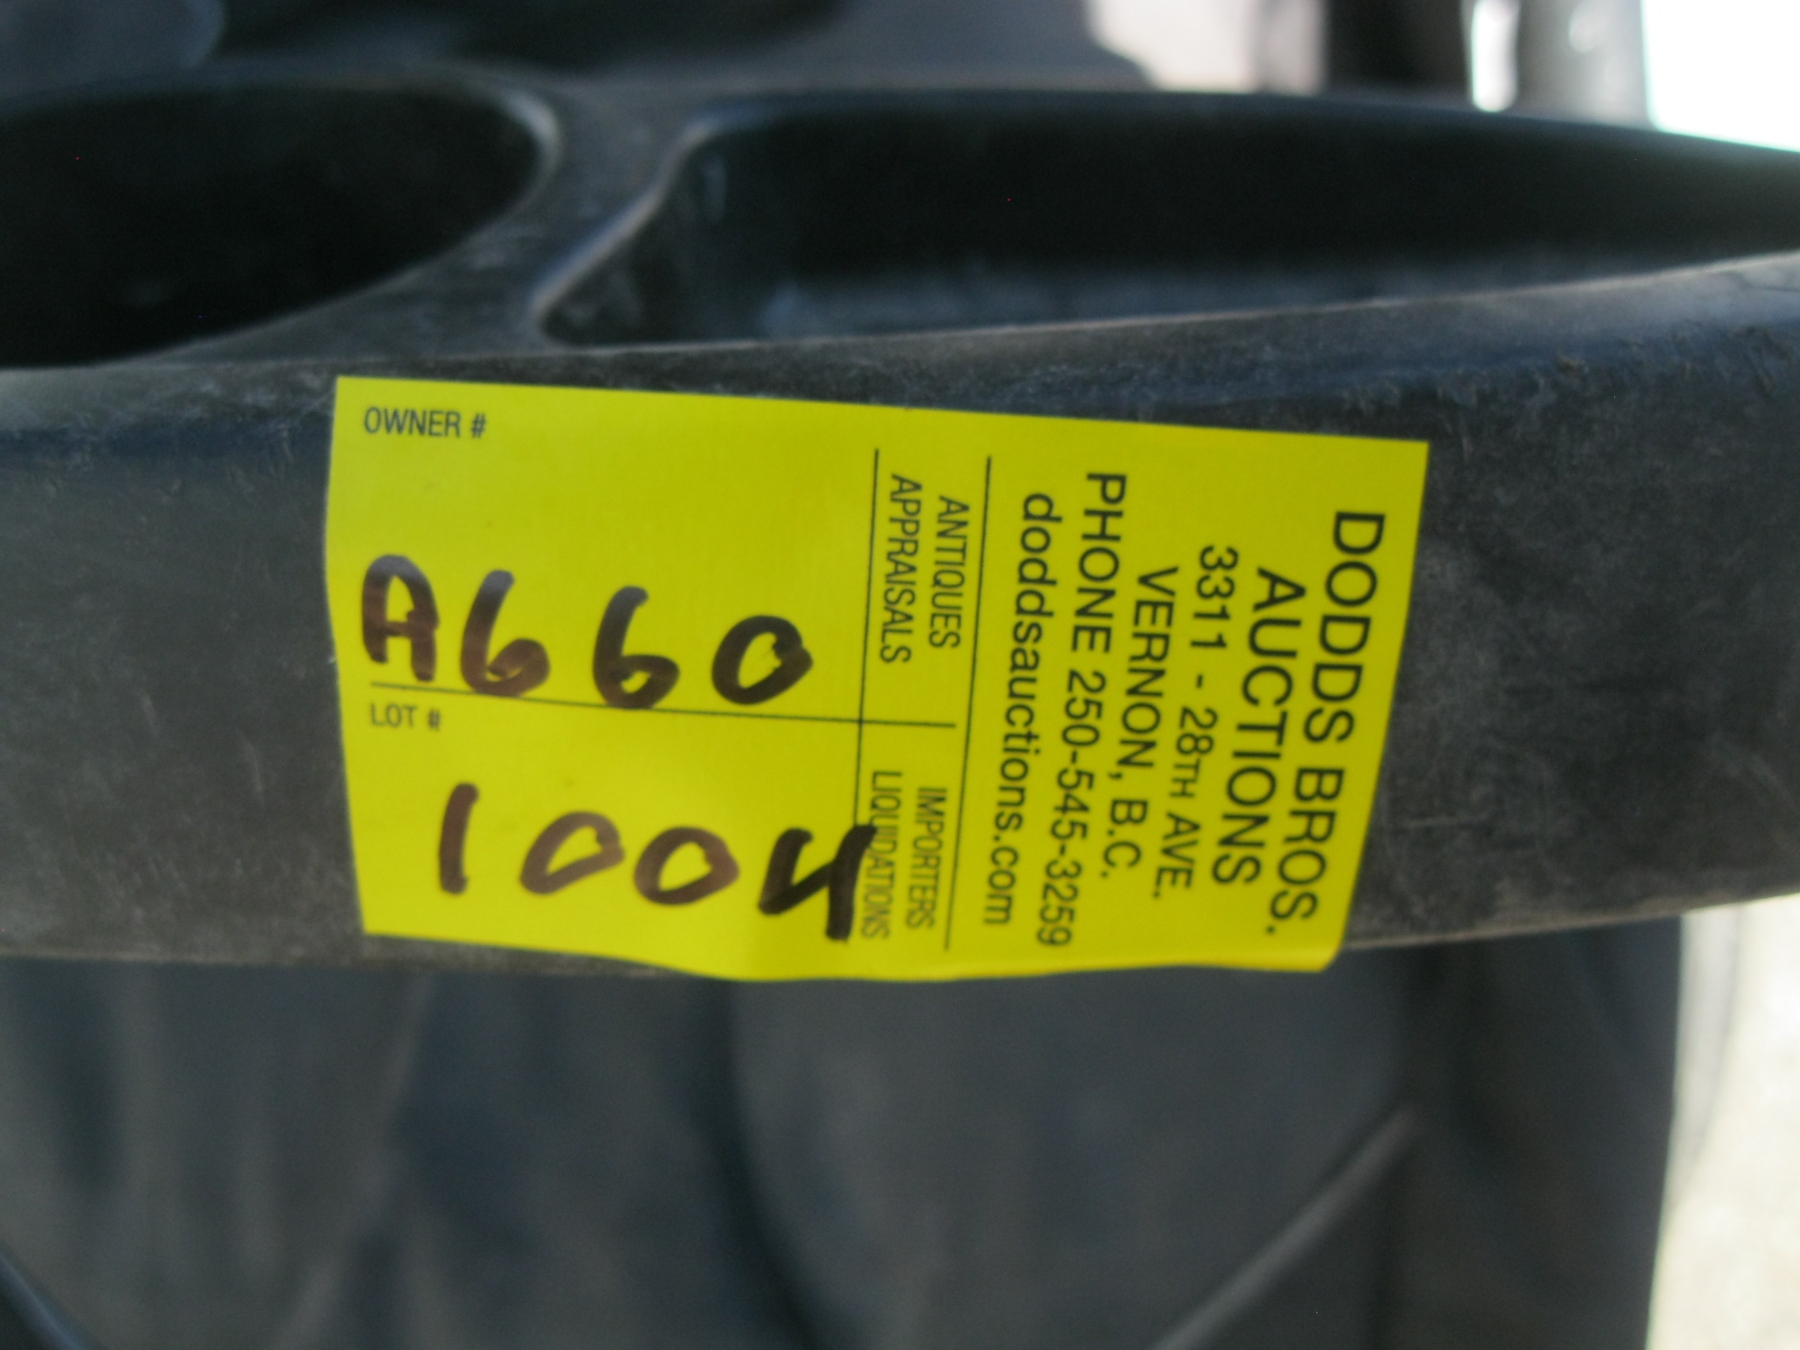 DODDS BROS.
AUCTIONS
3311 - 28TH AVE.
VERNON, B.C.
PHONE 250-545-3259
doddsauctions.com
ANTIQUES
APPRAISALS
IMPORTERS
LIQUIDATIONS
OWNER #
A660
LOT #
1004